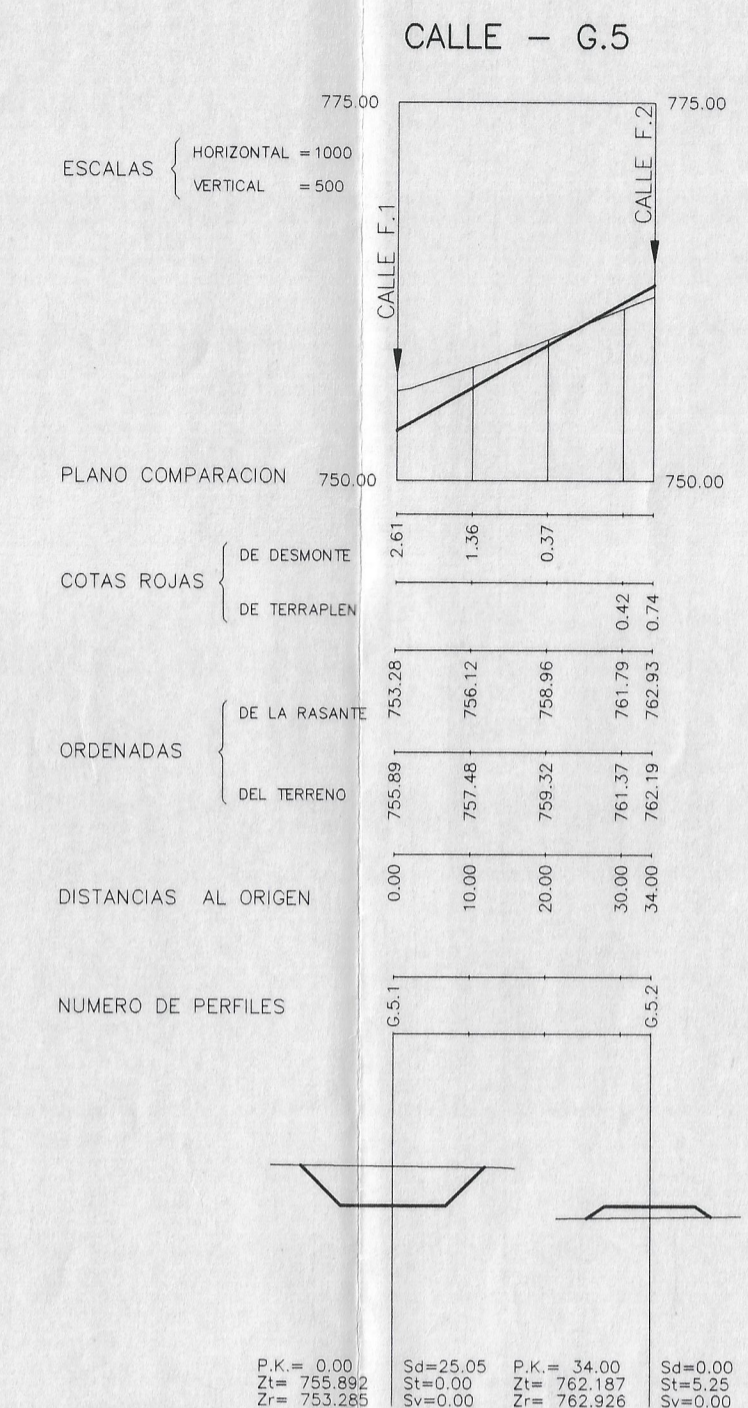 CALLE - G.5
775.00
775.00
ESCALAS
HORIZONTAL = 1000
VERTICAL = 500
CALLE F.1
CALLE F.2
PLANO COMPARACION
750.00
750.00
COTAS ROJAS
DE DESMONTE
2.61
1.36
0.37
DE TERRAPLEN
0.42
0.74
ORDENADAS
DE LA RASANTE
753.28
756.12
758.96
761.79
762.93
DEL TERRENO
755.89
757.48
759.32
761.37
762.19
DISTANCIAS AL ORIGEN
0.00
10.00
20.00
30.00
34.00
NUMERO DE PERFILES
G.5.1
G.5.2
P.K.= 0.00
Zt= 755.892
Zr= 753.285
Sd=25.05
St=0.00
Sv=0.00
P.K.= 34.00
Zt= 762.187
Zr= 762.926
Sd=0.00
St=5.25
Sv=0.00